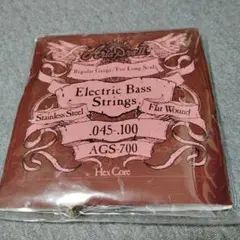 Regular Gauge / For Long Scale
Electric Bass
Strings
Stainless Steel
Flat Wound
.045-.100
AGS-700
Hex Core